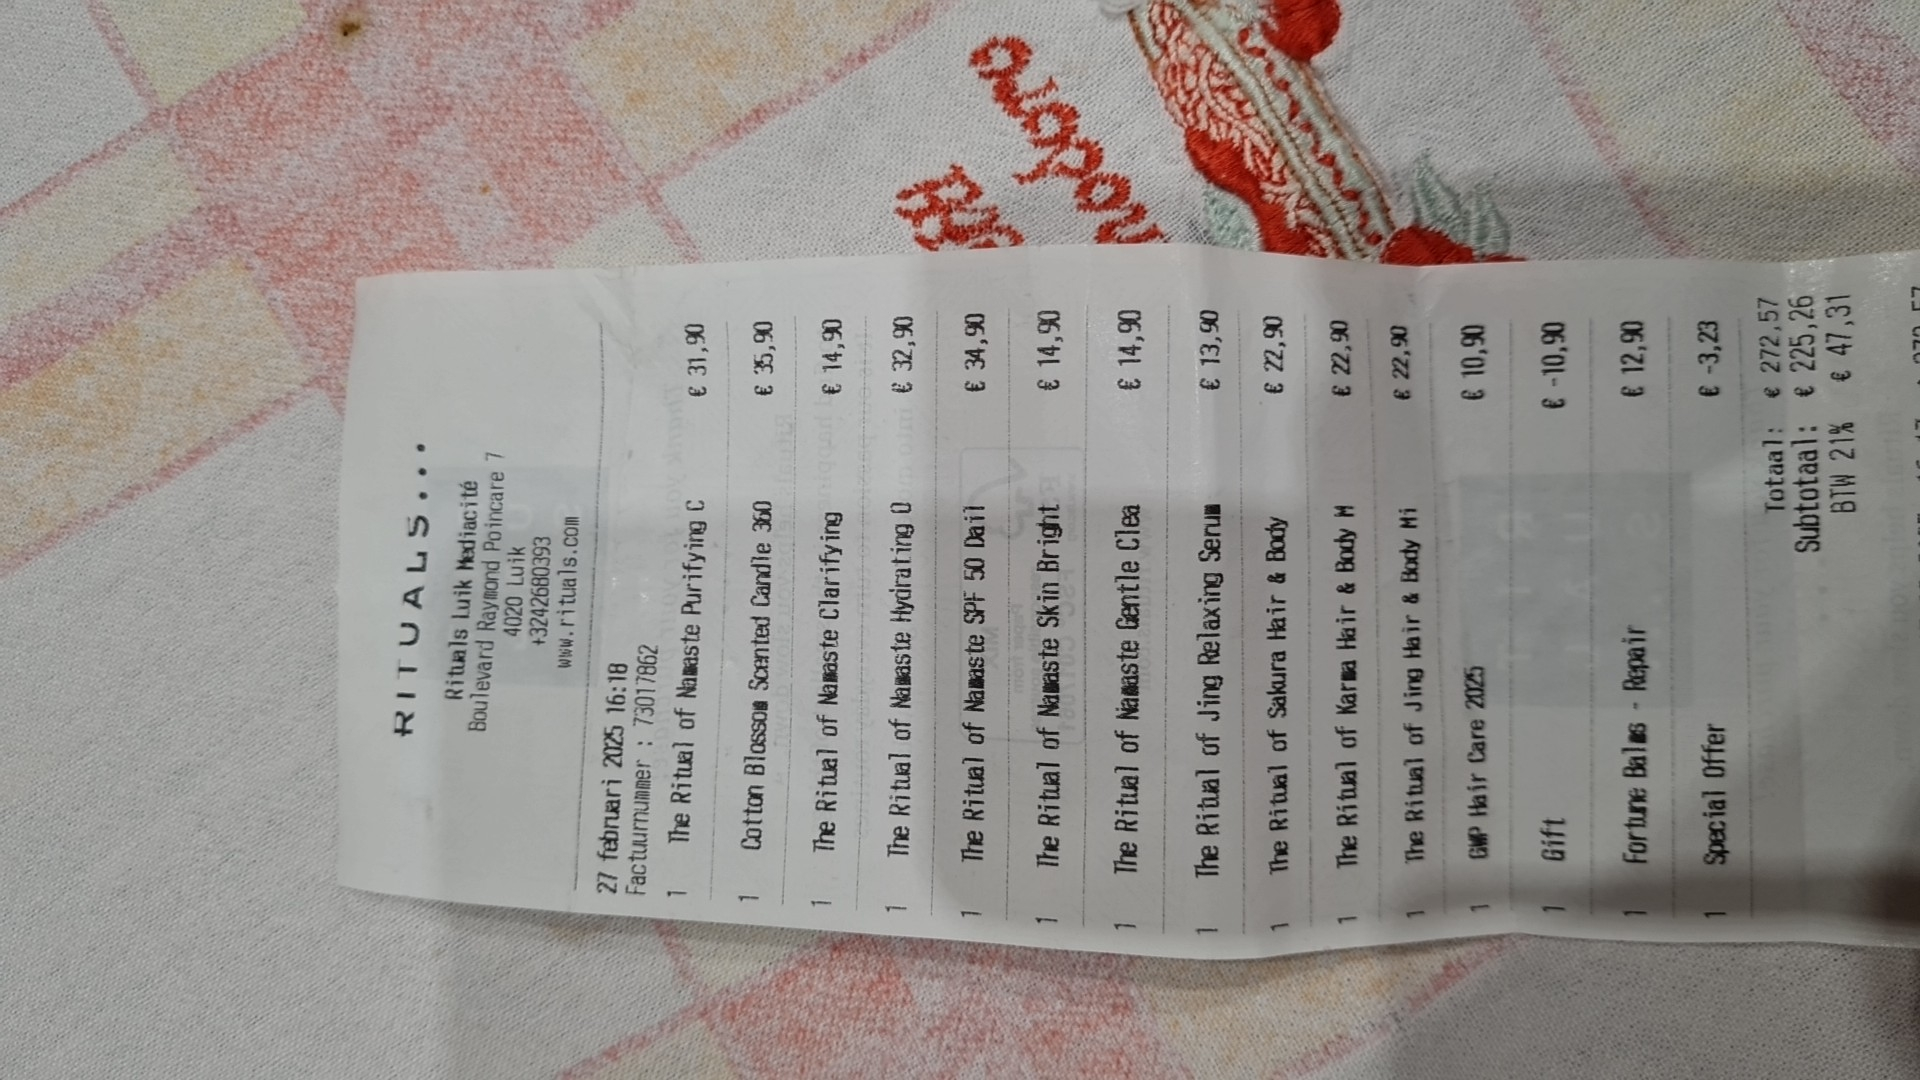 RITUALS...
Rituals Luik Mediacité
Boulevard Raymond Poincare 7
4020 Luik
+3242680393
www.rituals.com
27 februari 2025 16:18
Factuurnummer : 73017862
1 The Ritual of Namaste Purifying C € 31,90
1 Cotton Blossom Scented Candle 360 € 35,90
1 The Ritual of Namaste Clarifying € 14,90
1 The Ritual of Namaste Hydrating O € 32,90
1 The Ritual of Namaste SPF 50 Dail € 34,90
1 The Ritual of Namaste Skin Bright € 14,90
1 The Ritual of Namaste Gentle Clea € 14,90
1 The Ritual of Jing Relaxing Serum € 13,90
1 The Ritual of Sakura Hair & Body € 22,90
1 The Ritual of Karma Hair & Body M € 22,90
1 The Ritual of Jing Hair & Body Mi € 22,90
1 GWP Hair Care 2025 € 10,90
1 Gift € -10,90
1 Fortune Balms - Repair € 12,90
1 Special Offer € -3,23
Totaal: € 272,57
Subtotaal: € 225,26
BTW 21% € 47,31